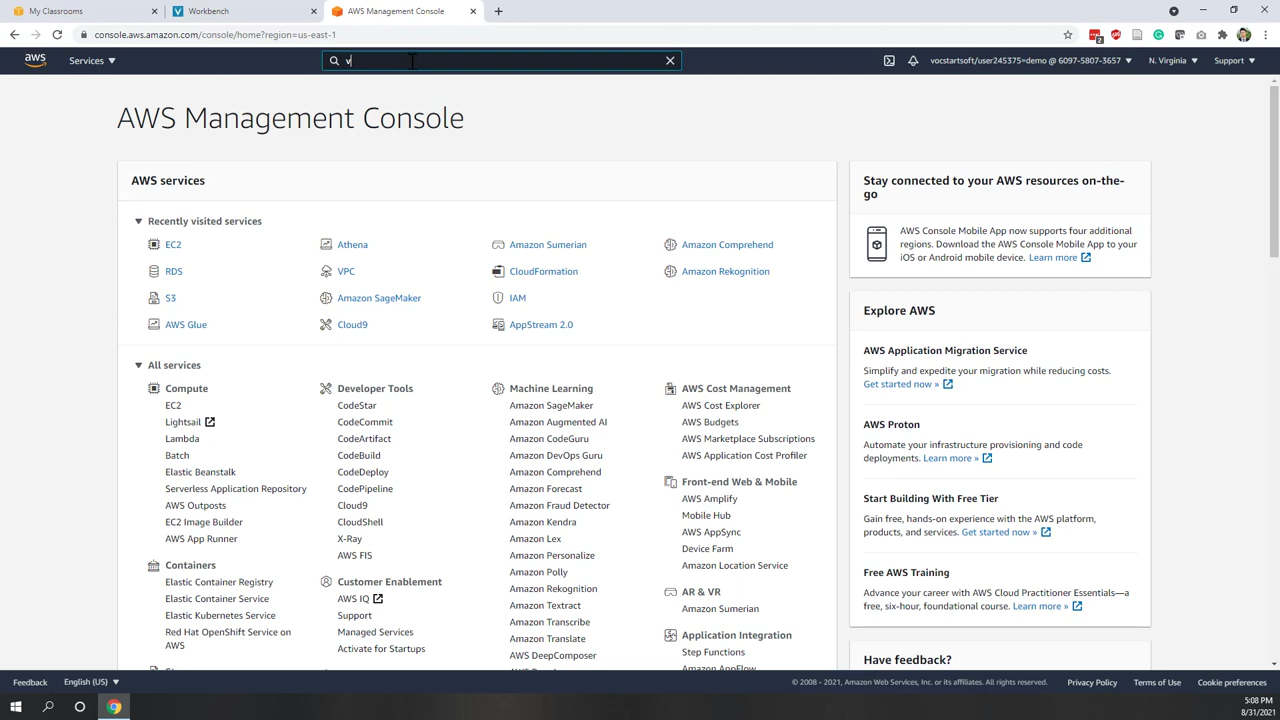 My Classrooms
Workbench
AWS Management Console
console.aws.amazon.com/console/home?region=us-east-1
2
aws
Services
v
vocstartsoft/user245375=demo @ 6097-5807-3657
N. Virginia
Support
AWS Management Console
AWS services
Recently visited services
EC2
Athena
Amazon Sumerian
Amazon Comprehend
RDS
VPC
CloudFormation
Amazon Rekognition
S3
Amazon SageMaker
IAM
AWS Glue
Cloud9
AppStream 2.0
All services
Compute
EC2
Lightsail
Lambda
Batch
Elastic Beanstalk
Serverless Application Repository
AWS Outposts
EC2 Image Builder
AWS App Runner
Containers
Elastic Container Registry
Elastic Container Service
Elastic Kubernetes Service
Red Hat OpenShift Service on
AWS
Developer Tools
CodeStar
CodeCommit
CodeArtifact
CodeBuild
CodeDeploy
CodePipeline
Cloud9
CloudShell
X-Ray
AWS FIS
Customer Enablement
AWS IQ
Support
Managed Services
Activate for Startups
Machine Learning
Amazon SageMaker
Amazon Augmented AI
Amazon CodeGuru
Amazon DevOps Guru
Amazon Comprehend
Amazon Forecast
Amazon Fraud Detector
Amazon Kendra
Amazon Lex
Amazon Personalize
Amazon Polly
Amazon Rekognition
Amazon Textract
Amazon Transcribe
Amazon Translate
AWS DeepComposer
AWS Cost Management
AWS Cost Explorer
AWS Budgets
AWS Marketplace Subscriptions
AWS Application Cost Profiler
Front-end Web & Mobile
AWS Amplify
Mobile Hub
AWS AppSync
Device Farm
Amazon Location Service
AR & VR
Amazon Sumerian
Application Integration
Step Functions
Amazon AppFlow
Stay connected to your AWS resources on-the-
go
AWS Console Mobile App now supports four additional
regions. Download the AWS Console Mobile App to your
iOS or Android mobile device. Learn more
Explore AWS
AWS Application Migration Service
Simplify and expedite your migration while reducing costs.
Get started now »
AWS Proton
Automate your infrastructure provisioning and code
deployments. Learn more »
Start Building With Free Tier
Gain free, hands-on experience with the AWS platform,
products, and services. Get started now »
Free AWS Training
Advance your career with AWS Cloud Practitioner Essentials—a
free, six-hour, foundational course. Learn more »
Have feedback?
Feedback
English (US)
© 2008 - 2021, Amazon Web Services, Inc. or its affiliates. All rights reserved.
Privacy Policy
Terms of Use
Cookie preferences
5:08 PM
8/31/2021